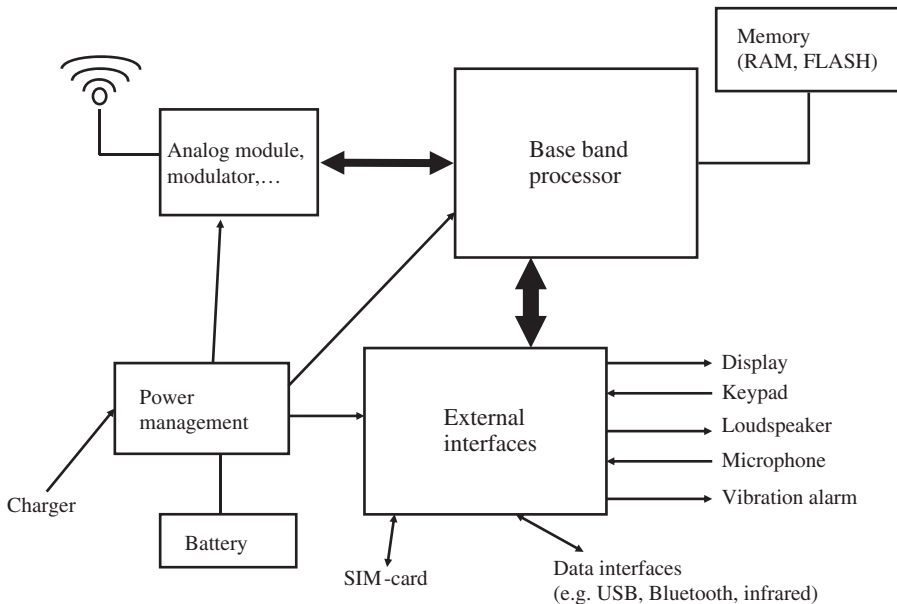 Memory
(RAM, FLASH)
Analog module,
modulator,…
Base band
processor
Power
management
External
interfaces
Display
Keypad
Loudspeaker
Microphone
Vibration alarm
Charger
Battery
SIM-card
Data interfaces
(e.g. USB, Bluetooth, infrared)